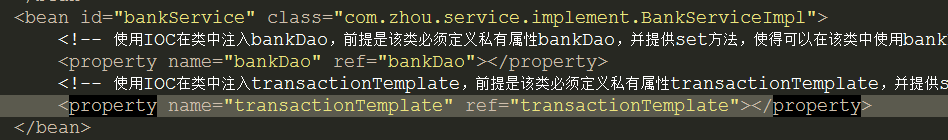 <bean id="bankService" class="com.zhou.service.implement.BankServiceImpl">
<!-- 使用IOC在类中注入bankDao，前提是该类必须定义私有属性bankDao，并提供set方法，使得可以在该类中使用bank
<property name="bankDao" ref="bankDao"></property>
<!-- 使用IOC在类中注入transactionTemplate，前提是该类必须定义私有属性transactionTemplate，并提供s
<property name="transactionTemplate" ref="transactionTemplate"></property>
</bean>